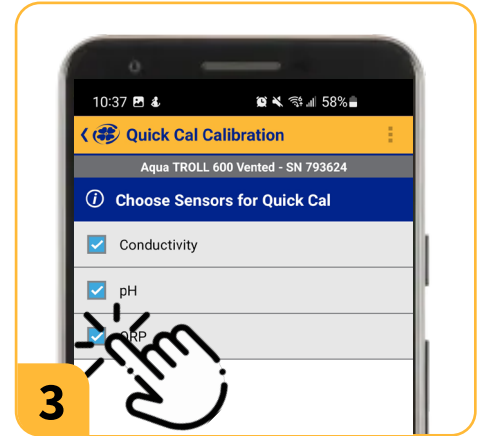 10:37 58%
Quick Cal Calibration
Aqua TROLL 600 Vented - SN 793624
Choose Sensors for Quick Cal
Conductivity
pH
ORP
3